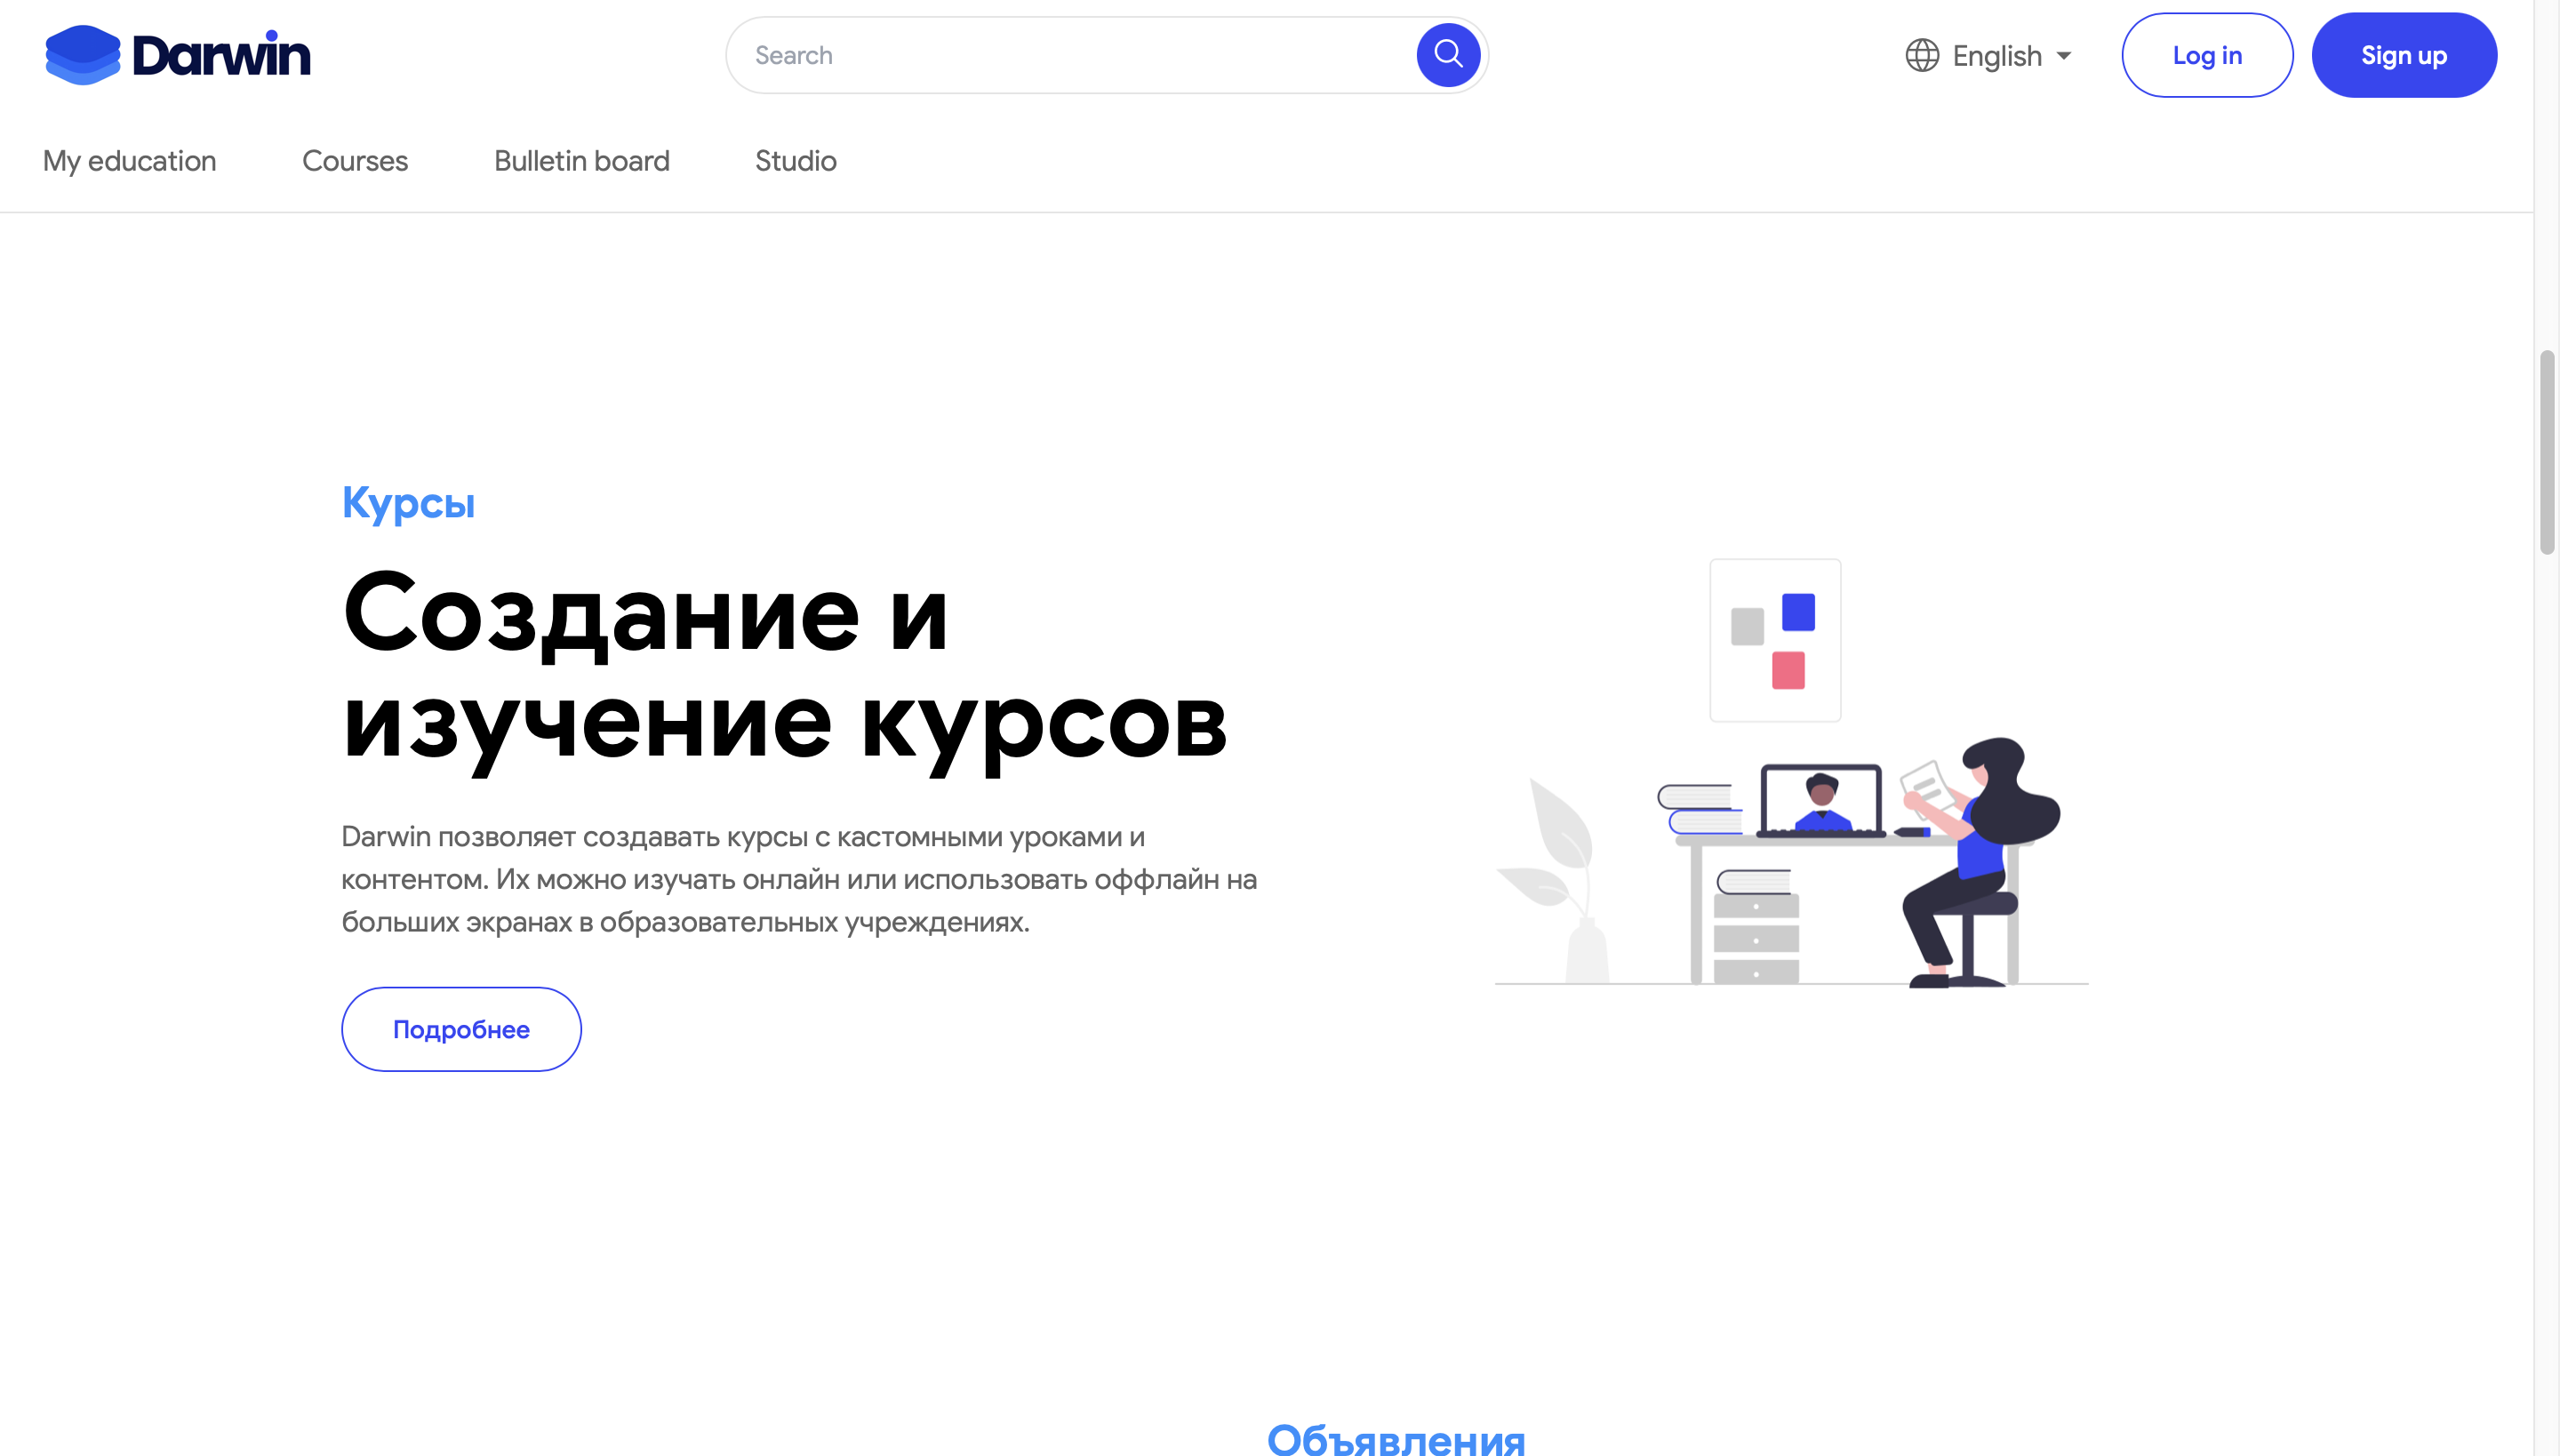 Darwin
Search
English
Log in
Sign up
My education
Courses
Bulletin board
Studio
Курсы
Создание и
изучение курсов
Darwin позволяет создавать курсы с кастомными уроками и
контентом. Их можно изучать онлайн или использовать оффлайн на
больших экранах в образовательных учреждениях.
Подробнее
Объявления